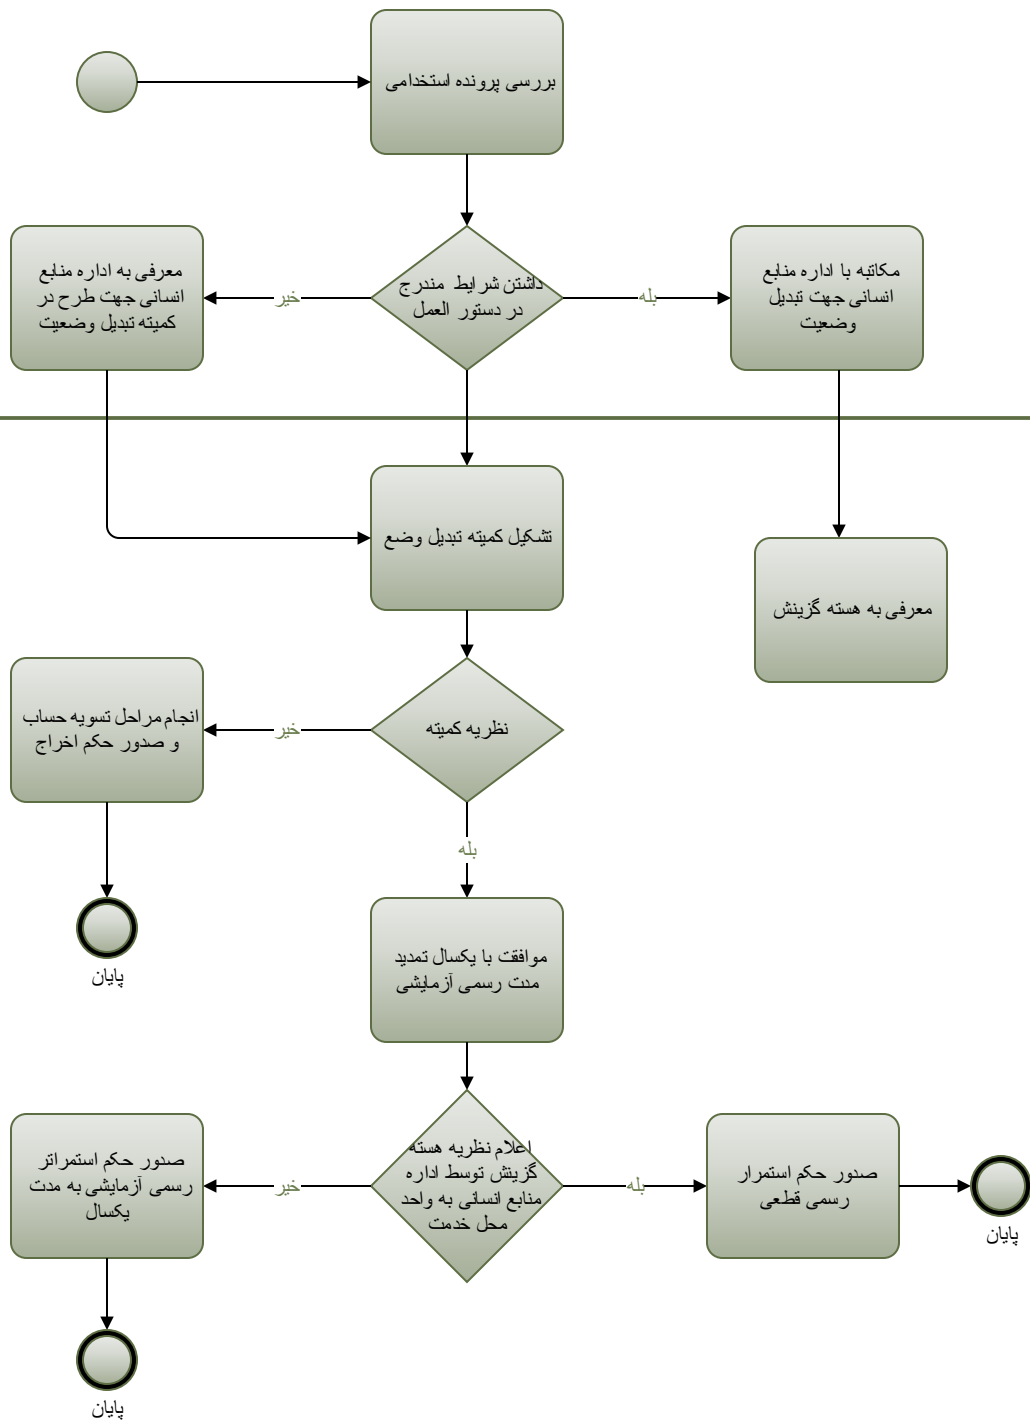 بررسی پرونده استخدامی
معرفی به اداره منابع
انسانی جهت طرح در
کمیته تبدیل وضعیت
خیر
داشتن شرایط مندرج
در دستور العمل
بله
مکاتبه با اداره منابع
انسانی جهت تبدیل
وضعیت
تشکیل کمیته تبدیل وضع
معرفی به هسته گزینش
انجام مراحل تسویه حساب
و صدور حکم اخراج
خیر
نظریه کمیته
بله
پایان
موافقت با یکسال تمدید
مدت رسمی آزمایشی
صدور حکم استمراتر
رسمی آزمایشی به مدت
یکسال
خیر
اعلام نظریه هسته
گزینش توسط اداره
منابع انسانی به واحد
محل خدمت
بله
صدور حکم استمرار
رسمی قطعی
پایان
پایان